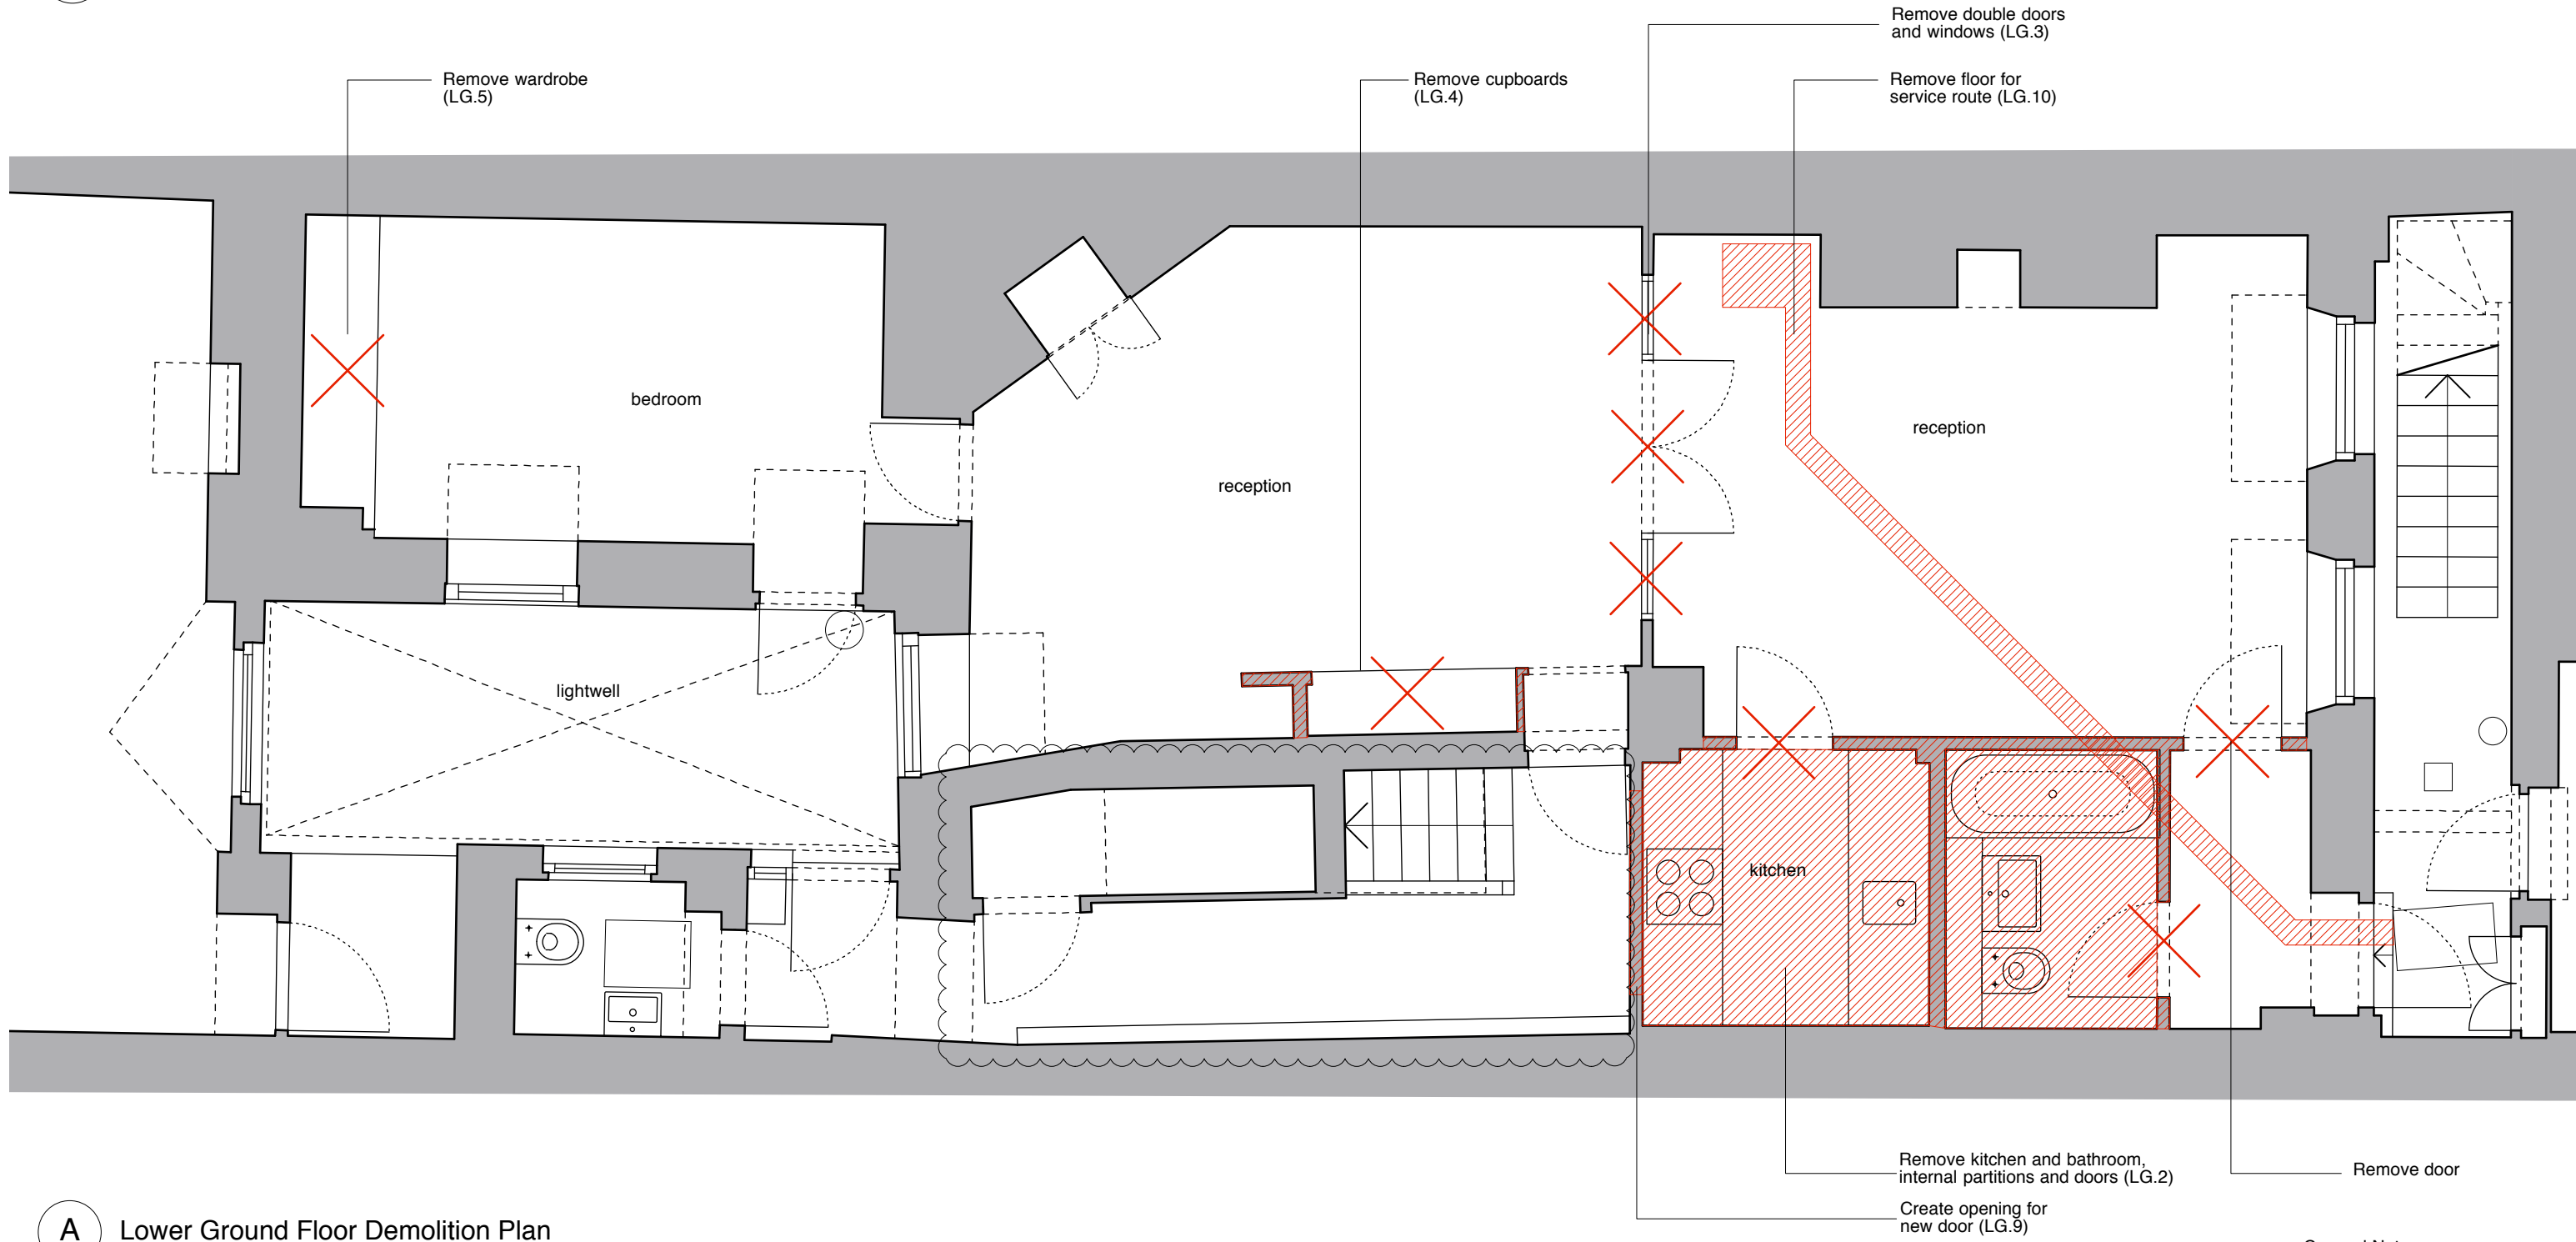 Remove double doors
and windows (LG.3)
Remove wardrobe
(LG.5)
Remove cupboards
(LG.4)
Remove floor for
service route (LG.10)
bedroom
reception
reception
lightwell
kitchen
Remove kitchen and bathroom,
internal partitions and doors (LG.2)
Remove door
Create opening for
new door (LG.9)
A
Lower Ground Floor Demolition Plan